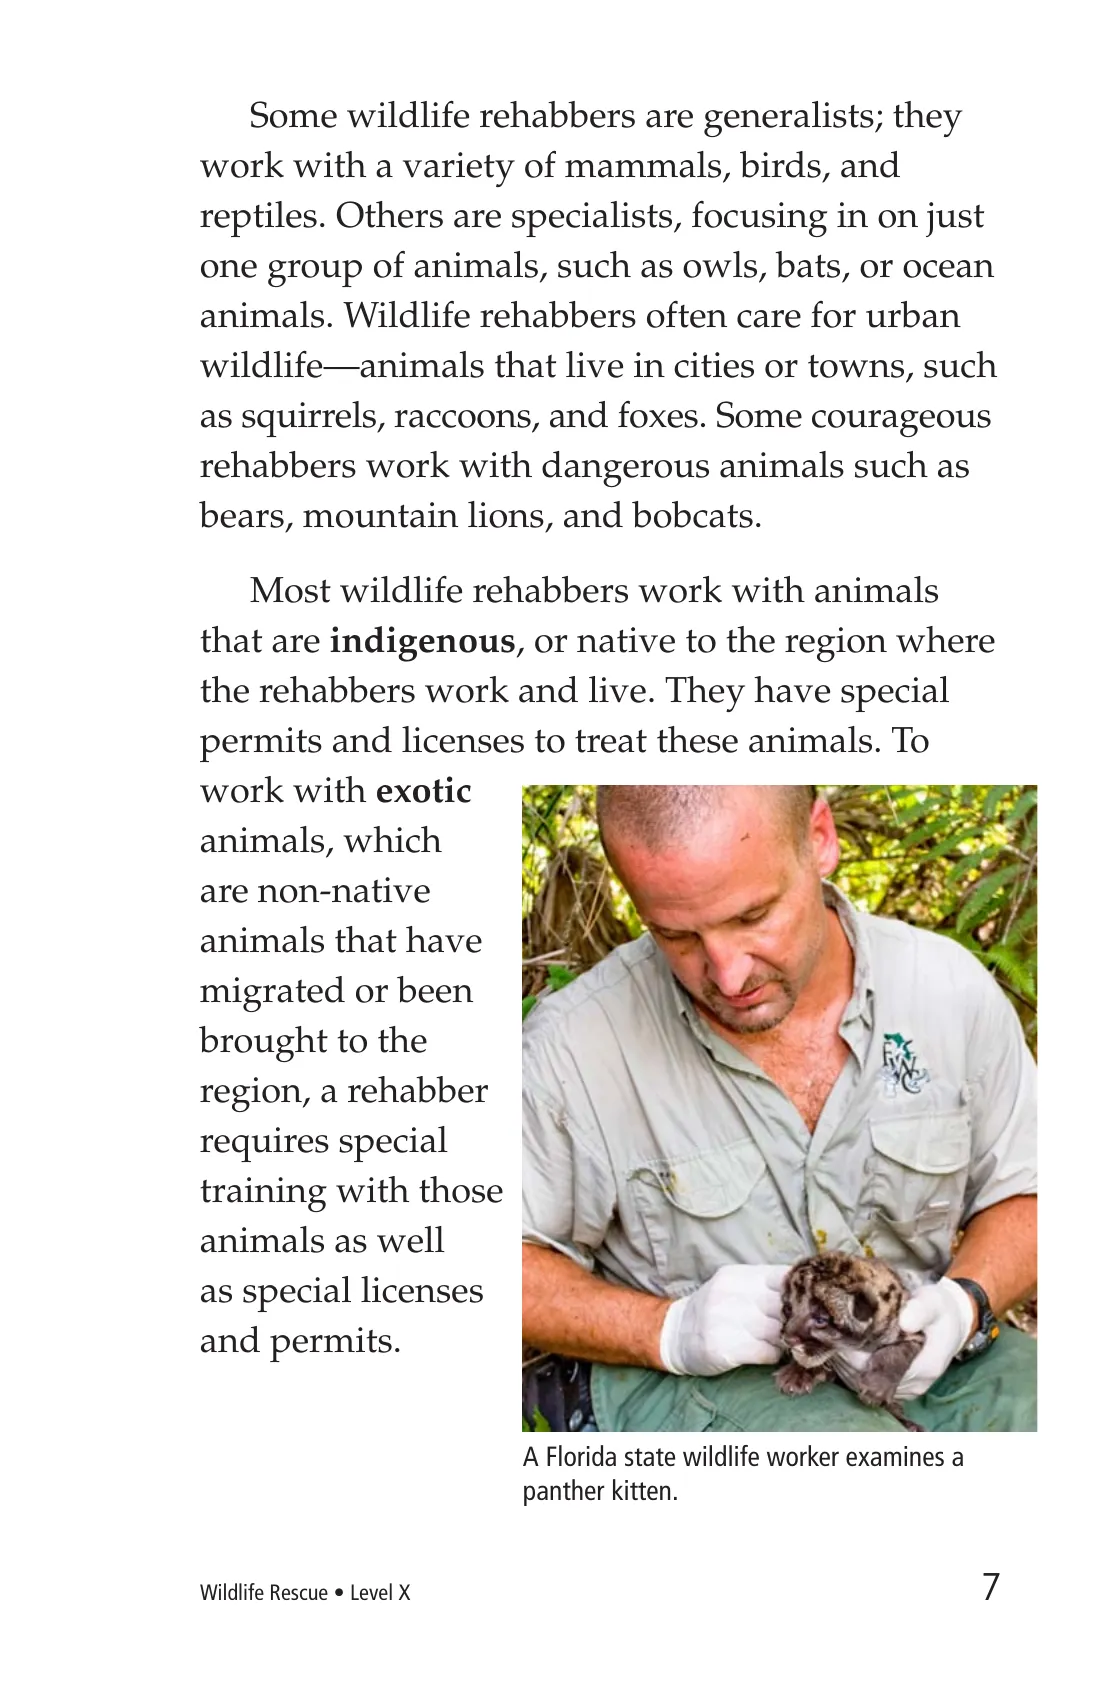 Some wildlife rehabbers are generalists; they
work with a variety of mammals, birds, and
reptiles. Others are specialists, focusing in on just
one group of animals, such as owls, bats, or ocean
animals. Wildlife rehabbers often care for urban
wildlife—animals that live in cities or towns, such
as squirrels, raccoons, and foxes. Some courageous
rehabbers work with dangerous animals such as
bears, mountain lions, and bobcats.
Most wildlife rehabbers work with animals
that are indigenous, or native to the region where
the rehabbers work and live. They have special
permits and licenses to treat these animals. To
work with exotic
animals, which
are non-native
animals that have
migrated or been
brought to the
region, a rehabber
requires special
training with those
animals as well
as special licenses
and permits.
FWC
A Florida state wildlife worker examines a
panther kitten.
Wildlife Rescue • Level X
7